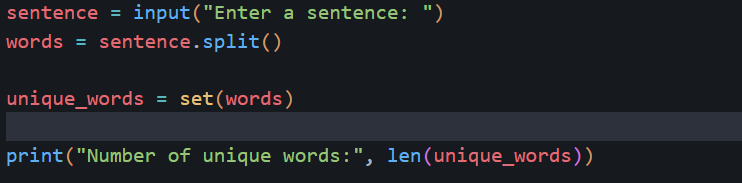 sentence = input("Enter a sentence: ")
words = sentence.split()
unique_words = set(words)
print("Number of unique words:", len(unique_words))